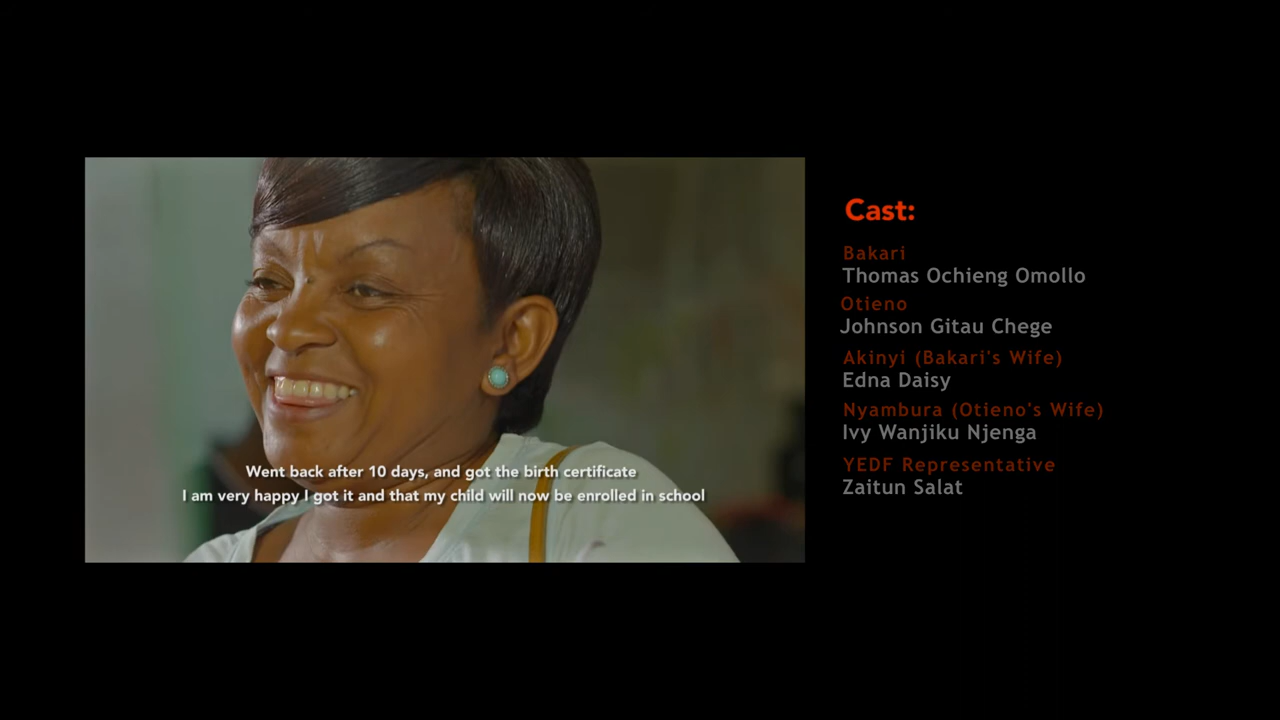 Went back after 10 days, and got the birth certificate
I am very happy I got it and that my child will now be enrolled in school
Cast:
Bakari
Thomas Ochieng Omollo
Otieno
Johnson Gitau Chege
Akinyi (Bakari's Wife)
Edna Daisy
Nyambura (Otieno's Wife)
Ivy Wanjiku Njenga
YEDF Representative
Zaitun Salat